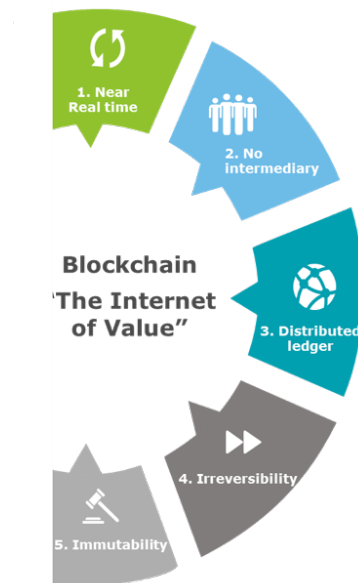 1. Near
Real time
2. No
intermediary
Blockchain
"The Internet
of Value”
3. Distributed
ledger
4. Irreversibility
5. Immutability